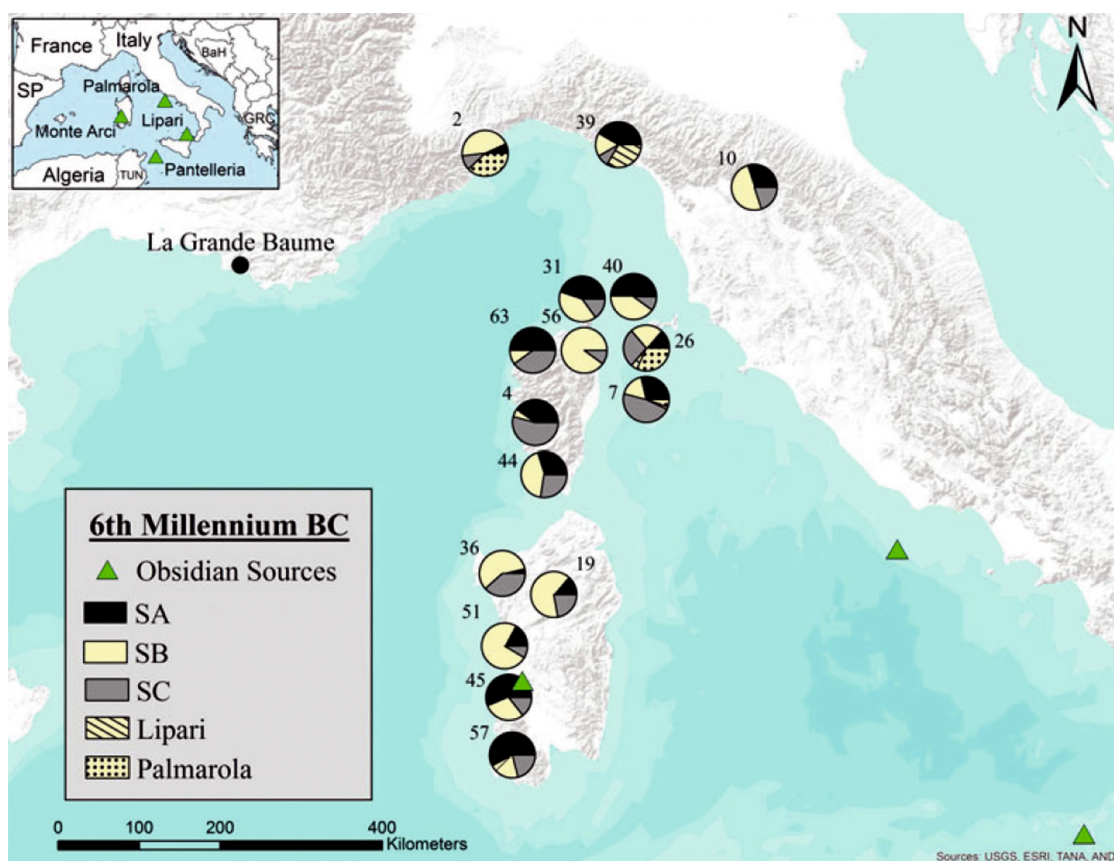 France
Italy
BaH
SP
Palmarola
Monte Arci
Lipari
GRC
Algeria
TUN
Pantelleria
N
2
39
10
La Grande Baume
31
40
63
56
26
4
7
44
36
19
51
45
57
6th Millennium BC
Obsidian Sources
SA
SB
SC
Lipari
Palmarola
0 100 200 400
Kilometers
Sources: USGS, ESRI, TANA, AND